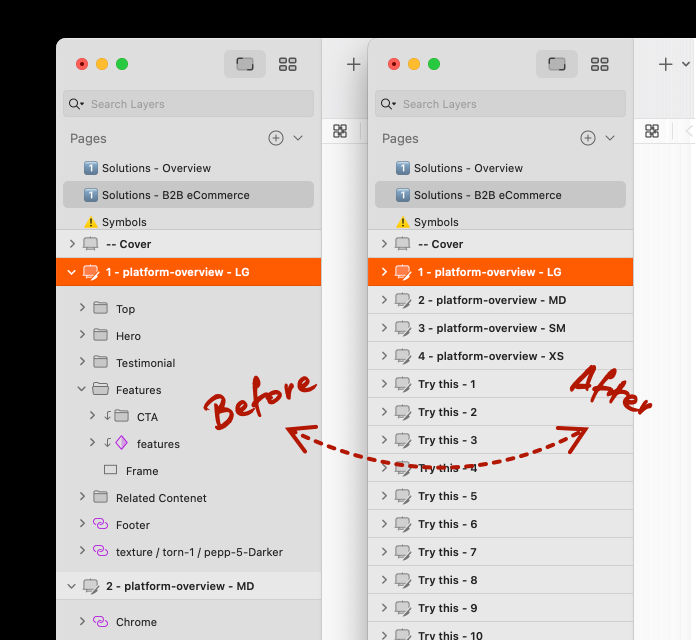 Search Layers
Pages
1 Solutions - Overview
1 Solutions - B2B eCommerce
Symbols
-- Cover
1 - platform-overview - LG
Top
Hero
Testimonial
Features
CTA
features
Frame
Related Contenet
Footer
texture / torn-1 / pepp-5-Darker
2 - platform-overview - MD
Chrome
Before
Search Layers
Pages
1 Solutions - Overview
1 Solutions - B2B eCommerce
Symbols
-- Cover
1 - platform-overview - LG
2 - platform-overview - MD
3 - platform-overview - SM
4 - platform-overview - XS
Try this - 1
Try this - 2
Try this - 3
Try this - 4
Try this - 5
Try this - 6
Try this - 7
Try this - 8
Try this - 9
Try this - 10
After